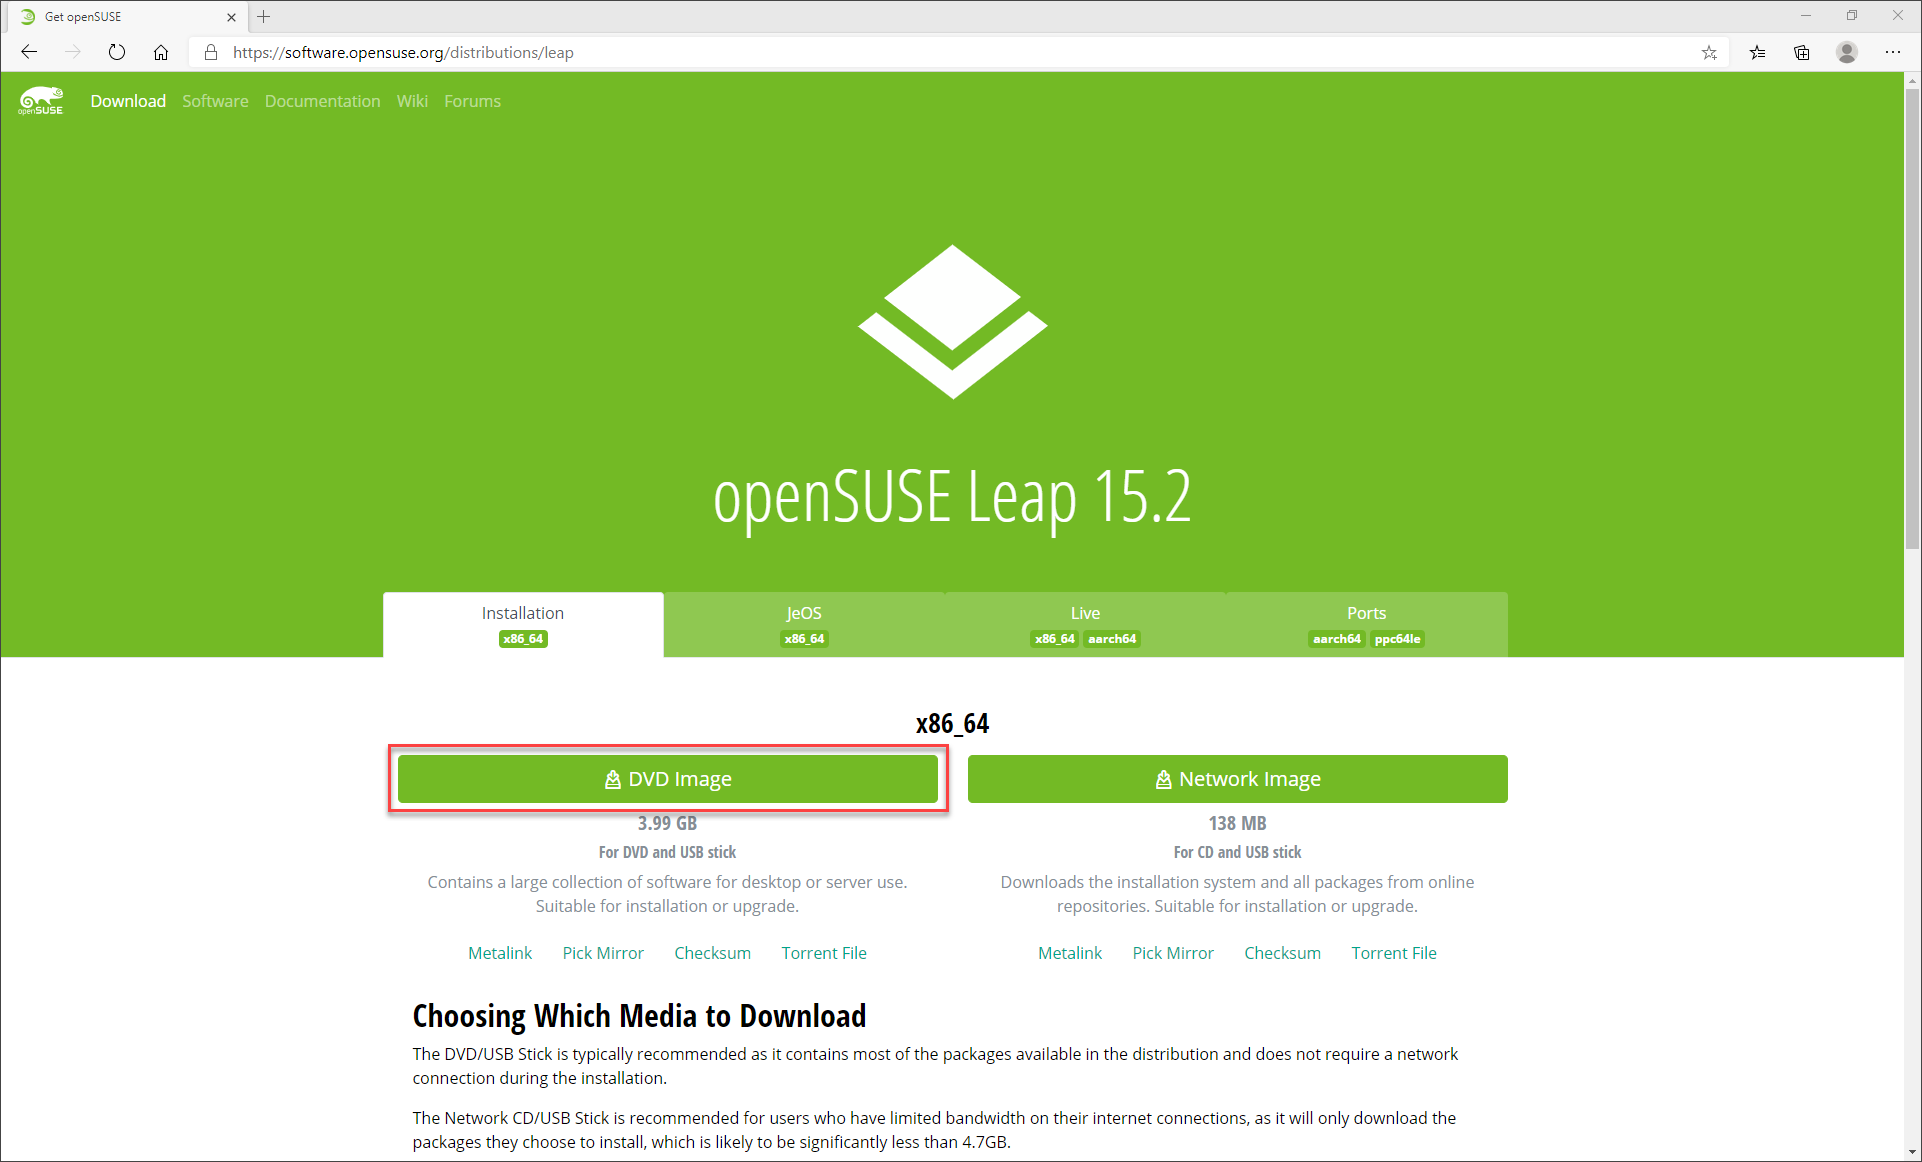 Get openSUSE
https://software.opensuse.org/distributions/leap
openSUSE
Download Software Documentation Wiki Forums
openSUSE Leap 15.2
Installation JeOS Live Ports
x86_64 x86_64 x86_64 aarch64 aarch64 ppc64le
x86_64
DVD Image
3.99 GB
For DVD and USB stick
Contains a large collection of software for desktop or server use.
Suitable for installation or upgrade.
Metalink Pick Mirror Checksum Torrent File
Network Image
138 MB
For CD and USB stick
Downloads the installation system and all packages from online
repositories. Suitable for installation or upgrade.
Metalink Pick Mirror Checksum Torrent File
Choosing Which Media to Download
The DVD/USB Stick is typically recommended as it contains most of the packages available in the distribution and does not require a network
connection during the installation.
The Network CD/USB Stick is recommended for users who have limited bandwidth on their internet connections, as it will only download the
packages they choose to install, which is likely to be significantly less than 4.7GB.